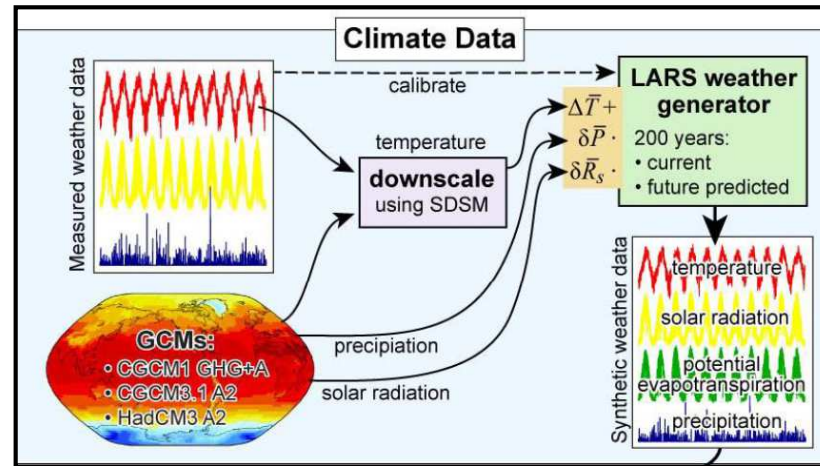 Climate Data
Measured weather data
calibrate
temperature
downscale
using SDSM
ΔT̅ +
δP̅ ·
δR̅ₛ ·
LARS weather
generator
200 years:
• current
• future predicted
GCMs:
• CGCM1 GHG+A
• CGCM3.1 A2
• HadCM3 A2
precipiation
solar radiation
Synthetic weather data
temperature
solar radiation
potential
evapotranspiration
precipitation